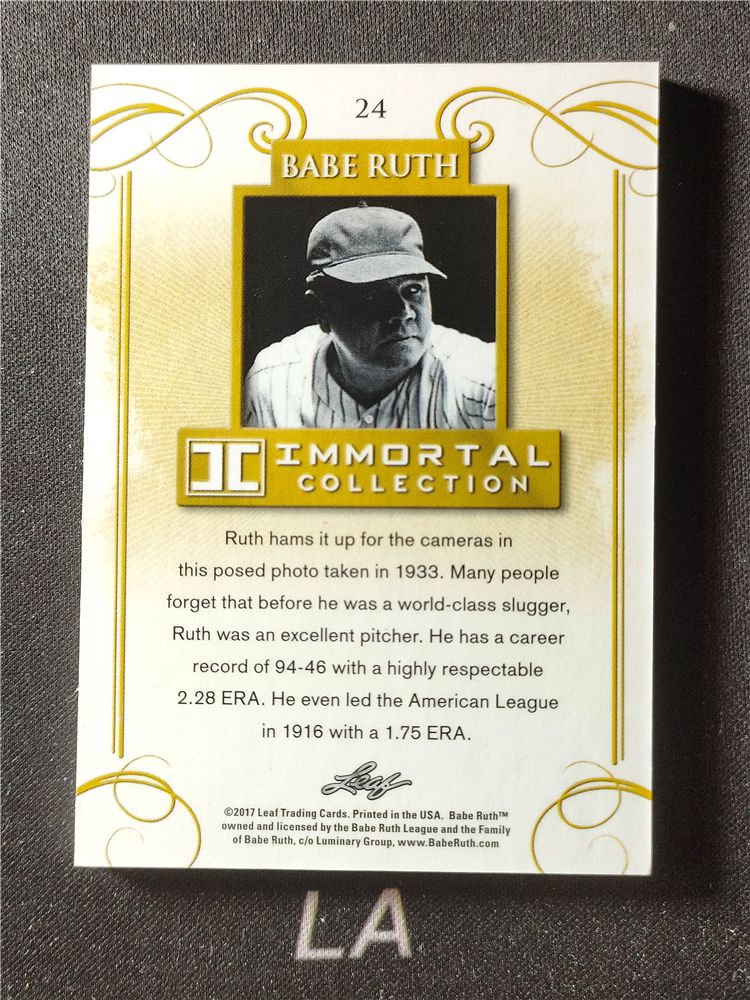 24
BABE RUTH
IMMORTAL
COLLECTION
Ruth hams it up for the cameras in
this posed photo taken in 1933. Many people
forget that before he was a world-class slugger,
Ruth was an excellent pitcher. He has a career
record of 94-46 with a highly respectable
2.28 ERA. He even led the American League
in 1916 with a 1.75 ERA.
Leaf
©2017 Leaf Trading Cards. Printed in the USA. Babe Ruth™
owned and licensed by the Babe Ruth League and the Family
of Babe Ruth, c/o Luminary Group, www.BabeRuth.com
LA